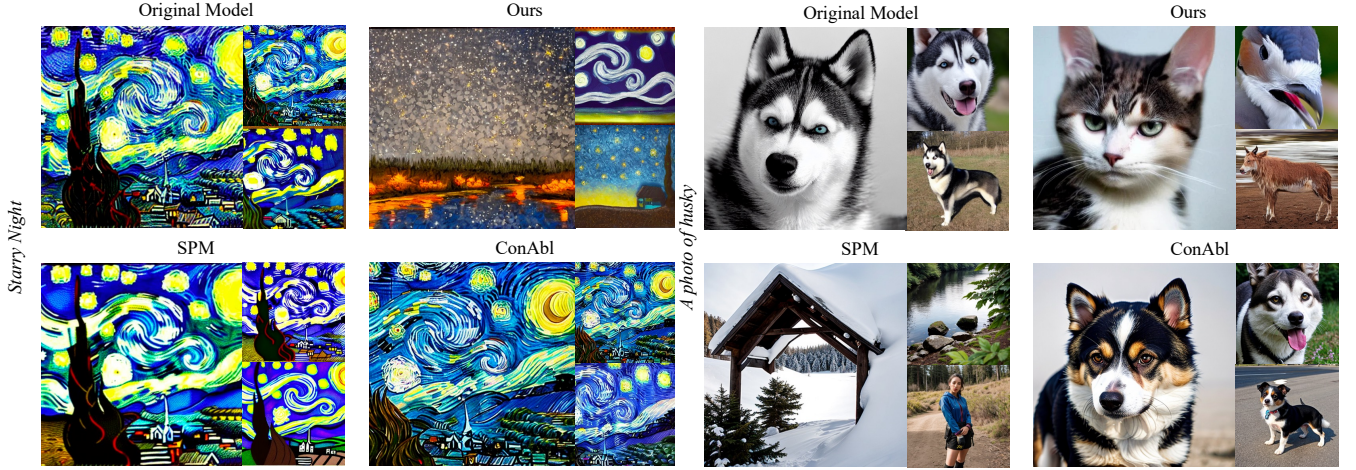 Original Model
Ours
Original Model
Ours
Starry Night
SPM
ConAbl
A photo of husky
SPM
ConAbl